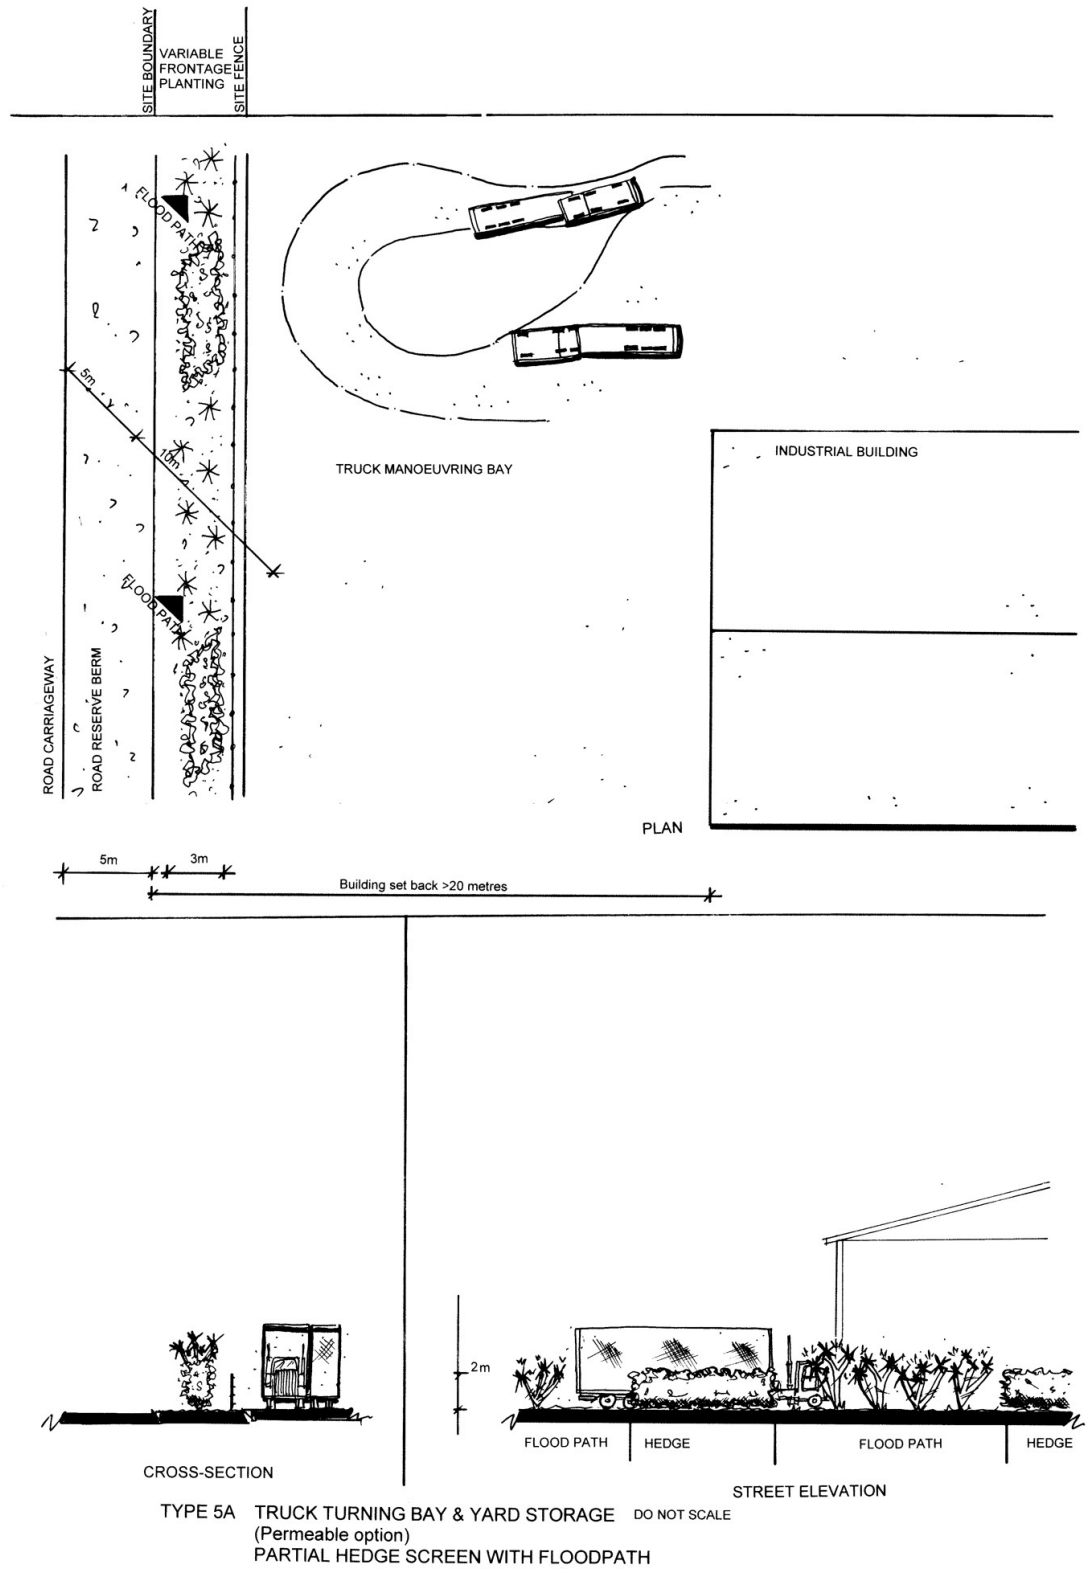 SITE BOUNDARY
VARIABLE
FRONTAGE
PLANTING
SITE FENCE
FLOOD PATH
5m
10m
TRUCK MANOEUVRING BAY
INDUSTRIAL BUILDING
FLOOD PATH
ROAD CARRIAGEWAY
ROAD RESERVE BERM
PLAN
5m
3m
Building set back >20 metres
2m
FLOOD PATH
HEDGE
FLOOD PATH
HEDGE
CROSS-SECTION
STREET ELEVATION
TYPE 5A TRUCK TURNING BAY & YARD STORAGE DO NOT SCALE
(Permeable option)
PARTIAL HEDGE SCREEN WITH FLOODPATH